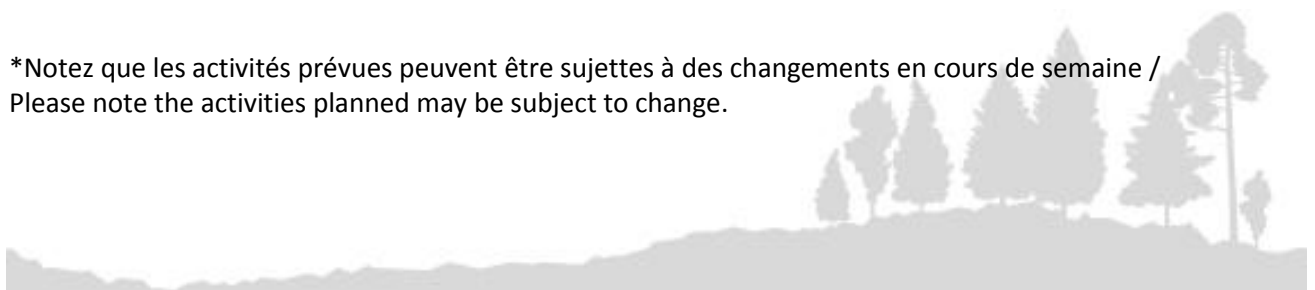 *Notez que les activités prévues peuvent être sujettes à des changements en cours de semaine /
Please note the activities planned may be subject to change.